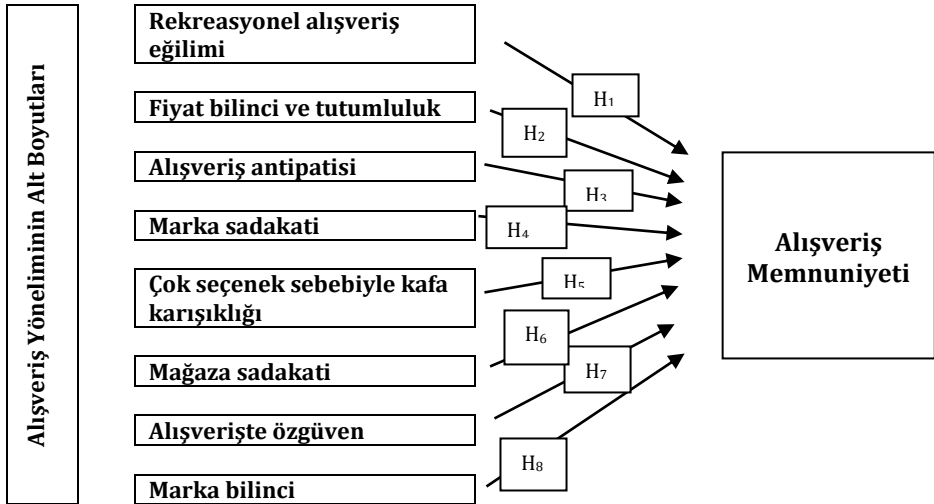 Alışveriş Yöneliminin Alt Boyutları
Rekreasyonel alışveriş
eğilimi
Fiyat bilinci ve tutumluluk
Alışveriş antipatisi
Marka sadakati
Çok seçenek sebebiyle kafa
karışıklığı
Mağaza sadakati
Alışverişte özgüven
Marka bilinci
H₁
H₂
H₃
H₄
H₅
H₆
H₇
H₈
Alışveriş
Memnuniyeti